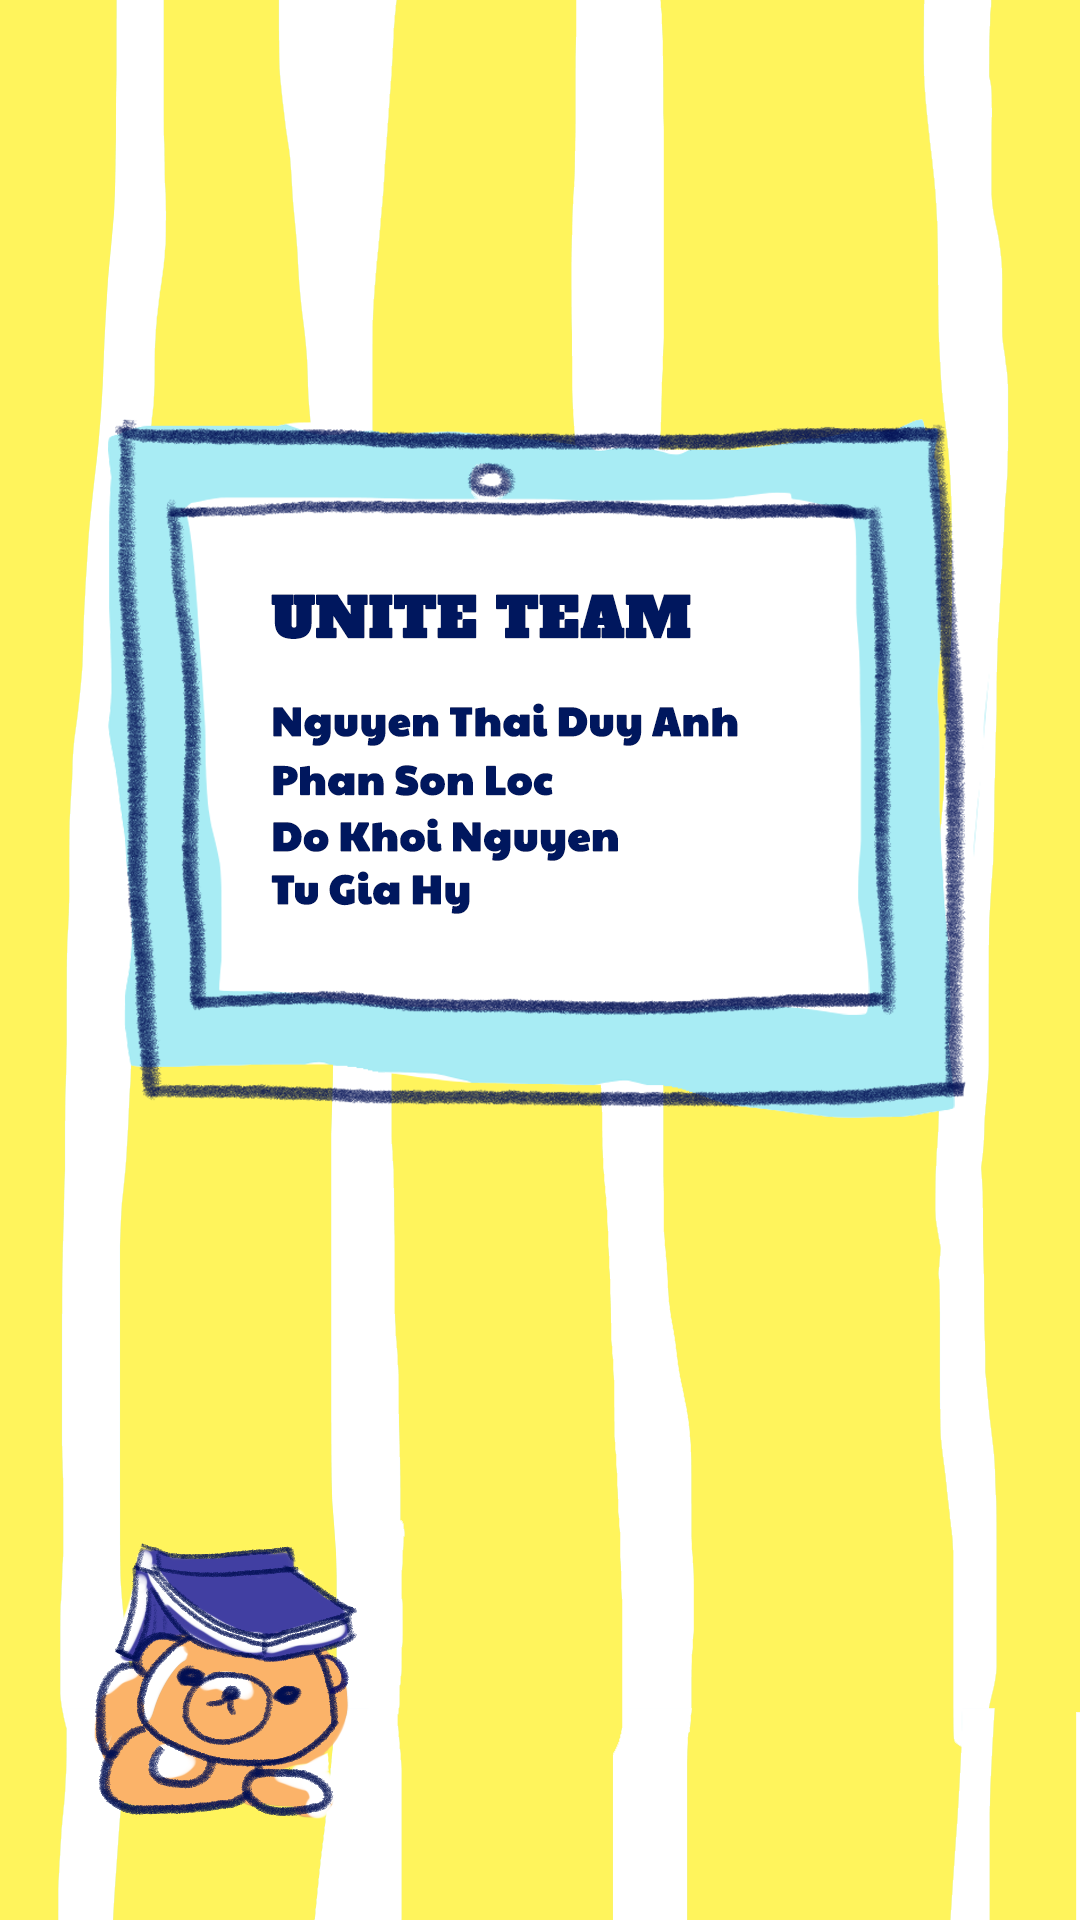 UNITE TEAM
Nguyen Thai Duy Anh
Phan Son Loc
Do Khoi Nguyen
Tu Gia Hy